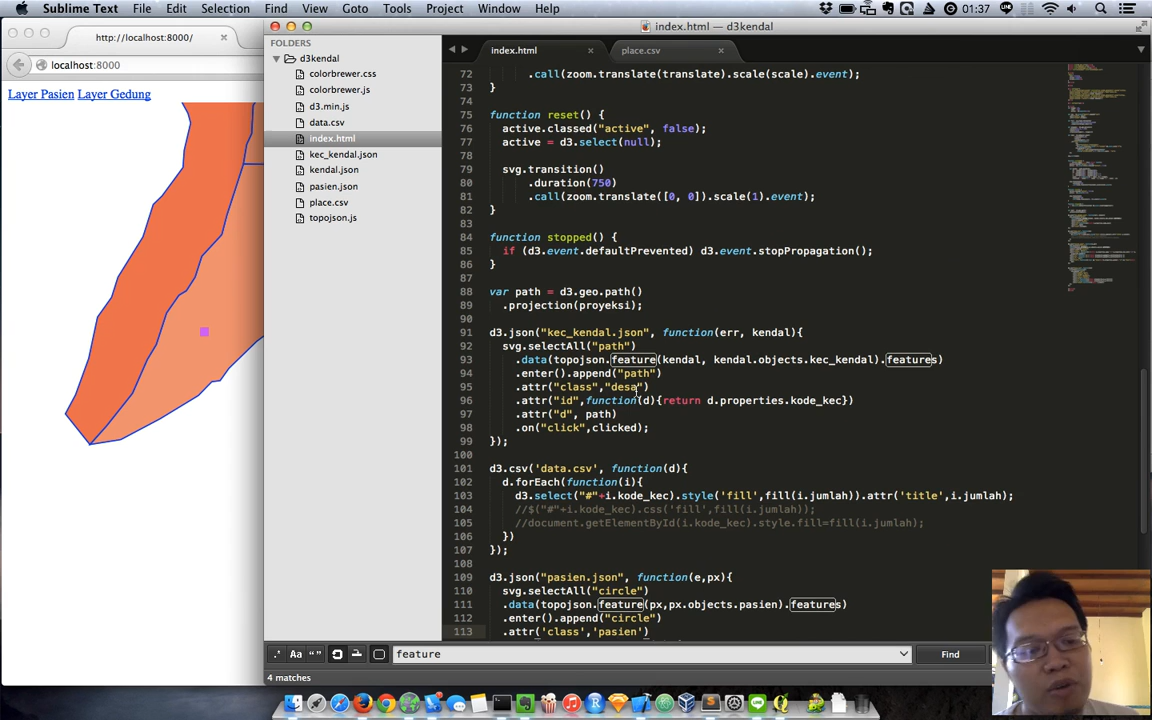 Sublime Text File Edit Selection Find View Goto Tools Project Window Help 01:37
http://localhost:8000/
localhost:8000
Layer Pasien Layer Gedung
index.html — d3kendal
FOLDERS
d3kendal
colorbrewer.css
colorbrewer.js
d3.min.js
data.csv
index.html
kec_kendal.json
kendal.json
pasien.json
place.csv
topojson.js
index.html place.csv
72 .call(zoom.translate(translate).scale(scale).event);
73 }
74
75 function reset() {
76 active.classed("active", false);
77 active = d3.select(null);
78
79 svg.transition()
80 .duration(750)
81 .call(zoom.translate([0, 0]).scale(1).event);
82 }
83
84 function stopped() {
85 if (d3.event.defaultPrevented) d3.event.stopPropagation();
86 }
87
88 var path = d3.geo.path()
89 .projection(proyeksi);
90
91 d3.json("kec_kendal.json", function(err, kendal){
92 svg.selectAll("path")
93 .data(topojson.feature(kendal, kendal.objects.kec_kendal).features)
94 .enter().append("path")
95 .attr("class","desa")
96 .attr("id",function(d){return d.properties.kode_kec})
97 .attr("d", path)
98 .on("click",clicked);
99 });
100
101 d3.csv('data.csv', function(d){
102 d.forEach(function(i){
103 d3.select("#"+i.kode_kec).style('fill',fill(i.jumlah)).attr('title',i.jumlah);
104 //$("#"+i.kode_kec).css('fill',fill(i.jumlah));
105 //document.getElementById(i.kode_kec).style.fill=fill(i.jumlah);
106 })
107 });
108
109 d3.json("pasien.json", function(e,px){
110 svg.selectAll("circle")
111 .data(topojson.feature(px,px.objects.pasien).features)
112 .enter().append("circle")
113 .attr('class','pasien')
.* Aa “” feature Find
4 matches